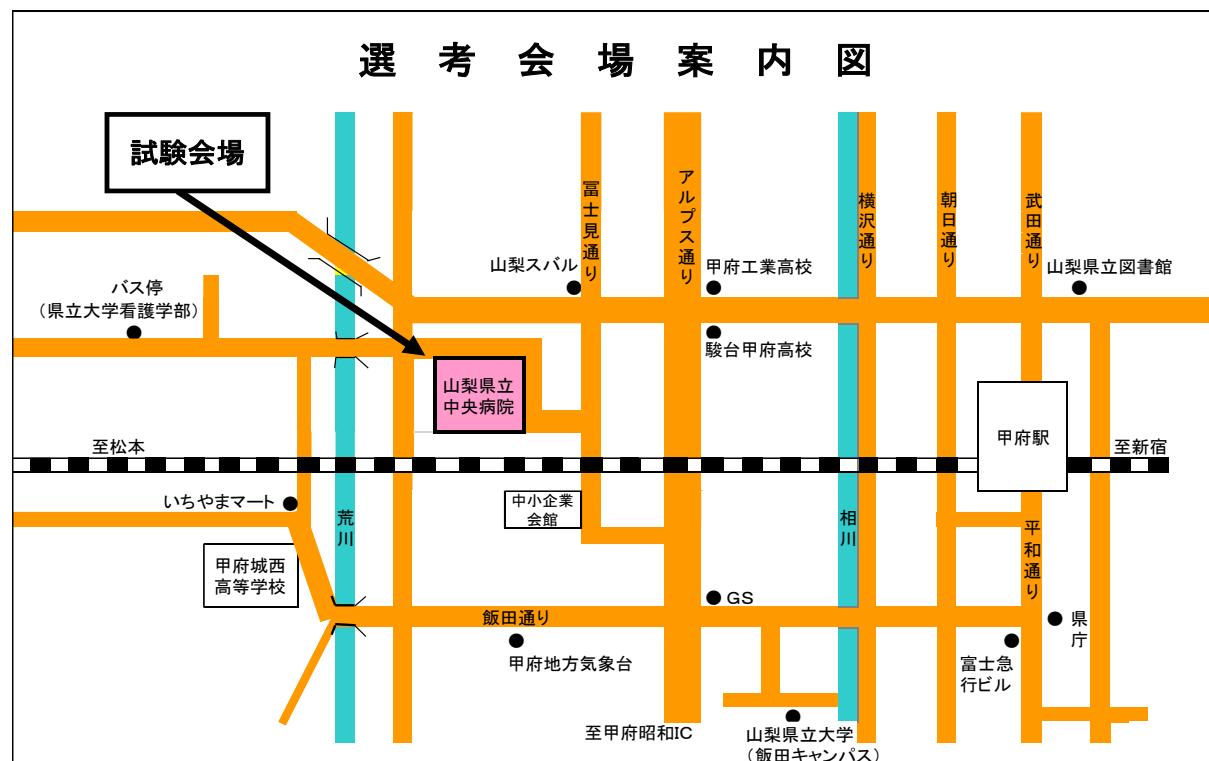 選考会場案内図
試験会場
富士見通り
アルプス通り
横沢通り
朝日通り
武田通り
山梨スバル
甲府工業高校
山梨県立図書館
バス停
（県立大学看護学部）
駿台甲府高校
山梨県立
中央病院
甲府駅
至松本
至新宿
いちやまマート
中小企業
会館
荒川
相川
平和通り
甲府城西
高等学校
GS
飯田通り
県庁
甲府地方気象台
富士急
行ビル
至甲府昭和IC
山梨県立大学
（飯田キャンパス）